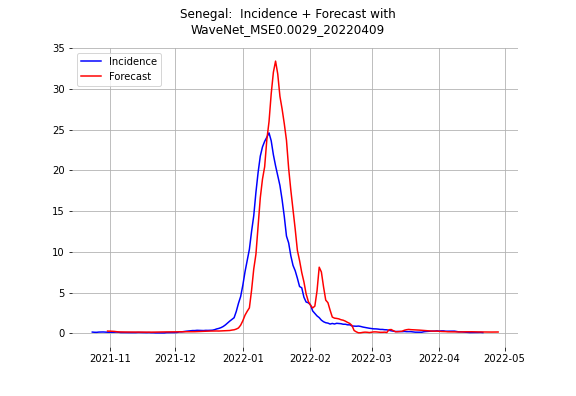 Senegal:  Incidence + Forecast with
WaveNet_MSE0.0029_20220409
Incidence
Forecast
35
30
25
20
15
10
5
0
2021-11 2021-12 2022-01 2022-02 2022-03 2022-04 2022-05